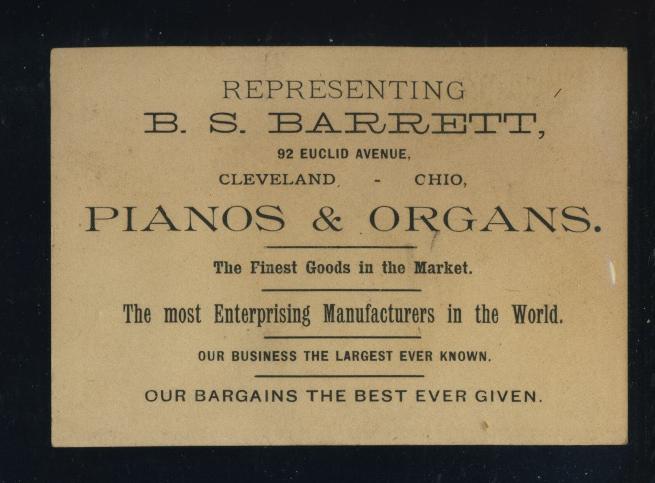 REPRESENTING
B. S. BARRETT,
92 EUCLID AVENUE,
CLEVELAND, - OHIO,
PIANOS & ORGANS.
The Finest Goods in the Market.
The most Enterprising Manufacturers in the World.
OUR BUSINESS THE LARGEST EVER KNOWN.
OUR BARGAINS THE BEST EVER GIVEN.